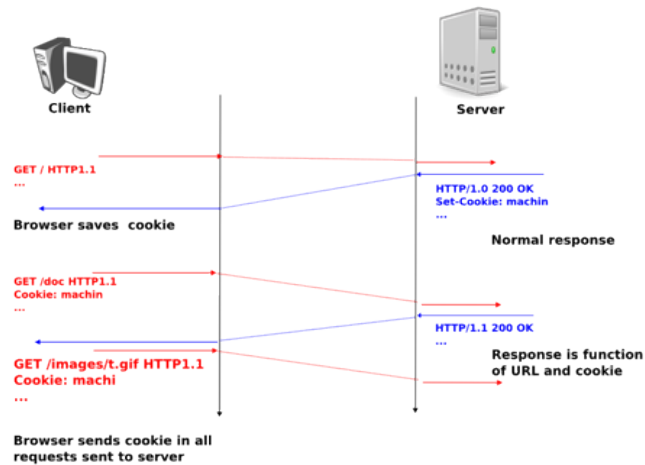 Client
Server
GET / HTTP1.1
...
HTTP/1.0 200 OK
Set-Cookie: machin
...
Browser saves cookie
Normal response
GET /doc HTTP1.1
Cookie: machin
...
HTTP/1.1 200 OK
...
GET /images/t.gif HTTP1.1
Cookie: machi
...
Response is function
of URL and cookie
Browser sends cookie in all
requests sent to server